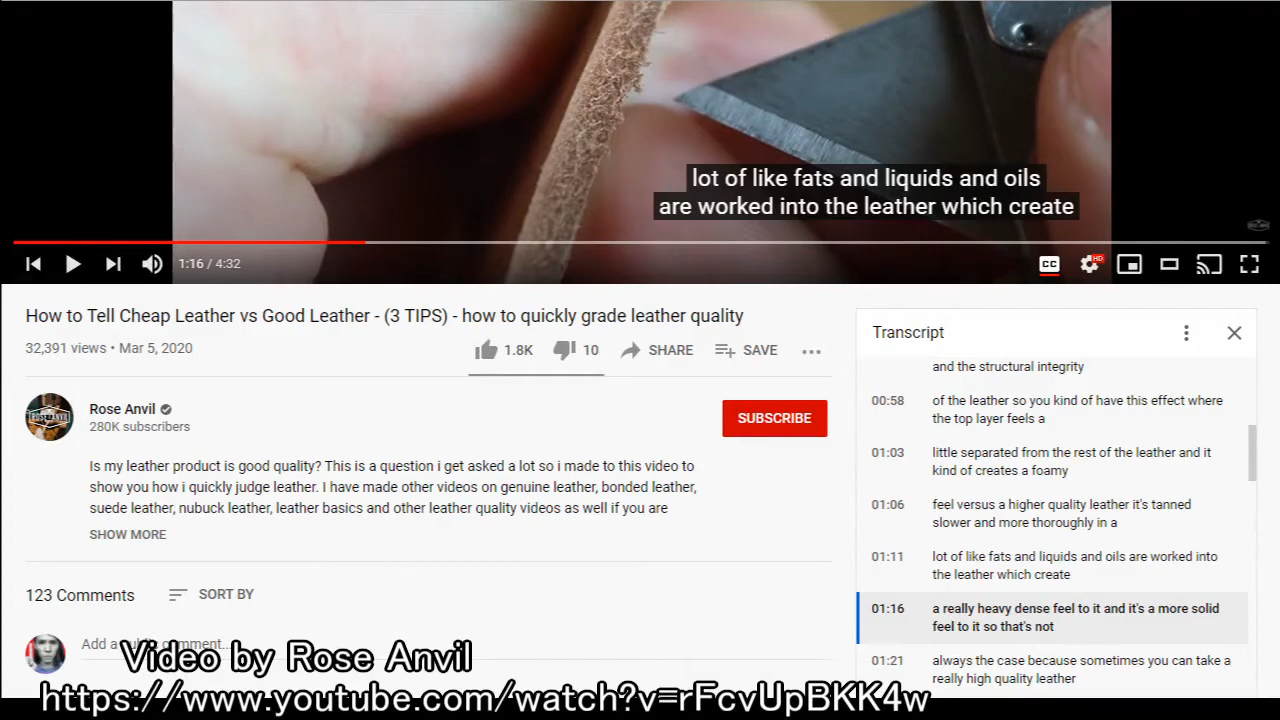 lot of like fats and liquids and oils
are worked into the leather which create
1:16 / 4:32
CC
HD
How to Tell Cheap Leather vs Good Leather - (3 TIPS) - how to quickly grade leather quality
32,391 views • Mar 5, 2020
1.8K
10
SHARE
SAVE
Rose Anvil
280K subscribers
SUBSCRIBE
Is my leather product is good quality? This is a question i get asked a lot so i made to this video to
show you how i quickly judge leather. I have made other videos on genuine leather, bonded leather,
suede leather, nubuck leather, leather basics and other leather quality videos as well if you are
SHOW MORE
123 Comments
SORT BY
Add a public comment...
Transcript
and the structural integrity
00:58
of the leather so you kind of have this effect where
the top layer feels a
01:03
little separated from the rest of the leather and it
kind of creates a foamy
01:06
feel versus a higher quality leather it's tanned
slower and more thoroughly in a
01:11
lot of like fats and liquids and oils are worked into
the leather which create
01:16
a really heavy dense feel to it and it's a more solid
feel to it so that's not
01:21
always the case because sometimes you can take a
really high quality leather
Video by Rose Anvil
https://www.youtube.com/watch?v=rFcvUpBKK4w